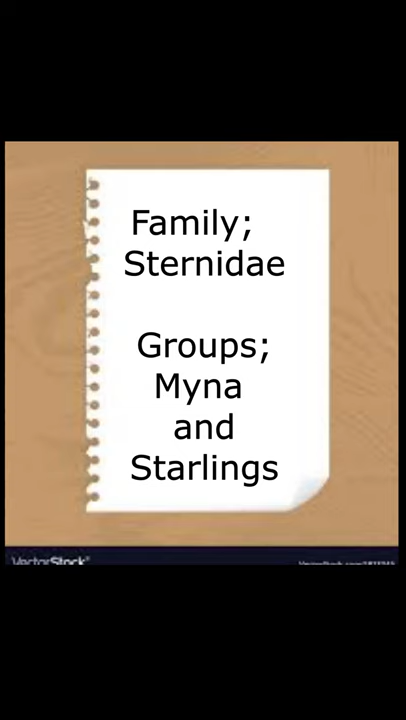 Family;
Sternidae
Groups;
Myna
and
Starlings
VectorStock®